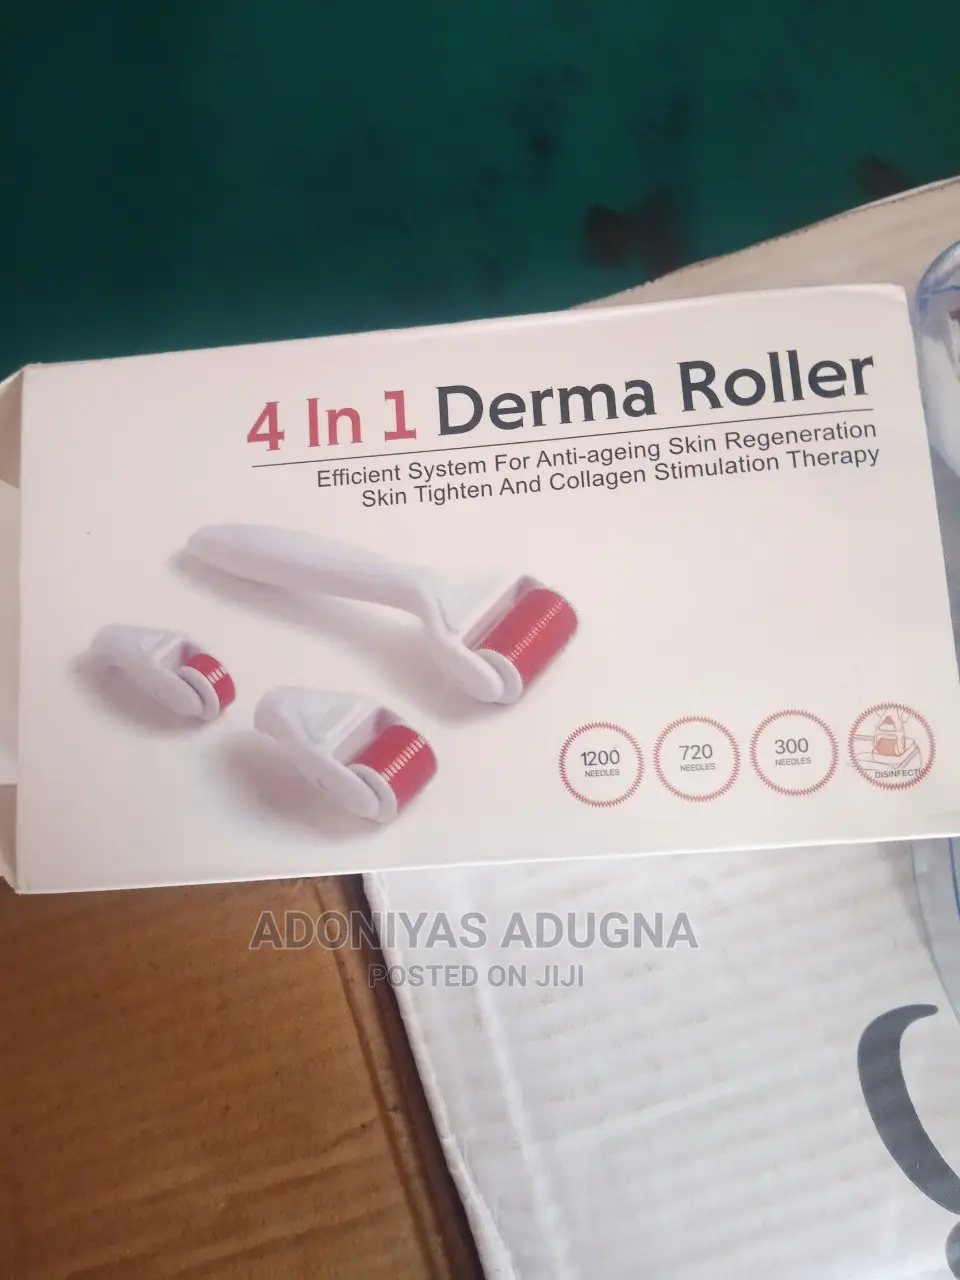 4 In 1 Derma Roller
Efficient System For Anti-ageing Skin Regeneration
Skin Tighten And Collagen Stimulation Therapy
1200
NEEDLES
720
NEEDLES
300
NEEDLES
ADONIYAS ADUGNA
POSTED ON JIJI